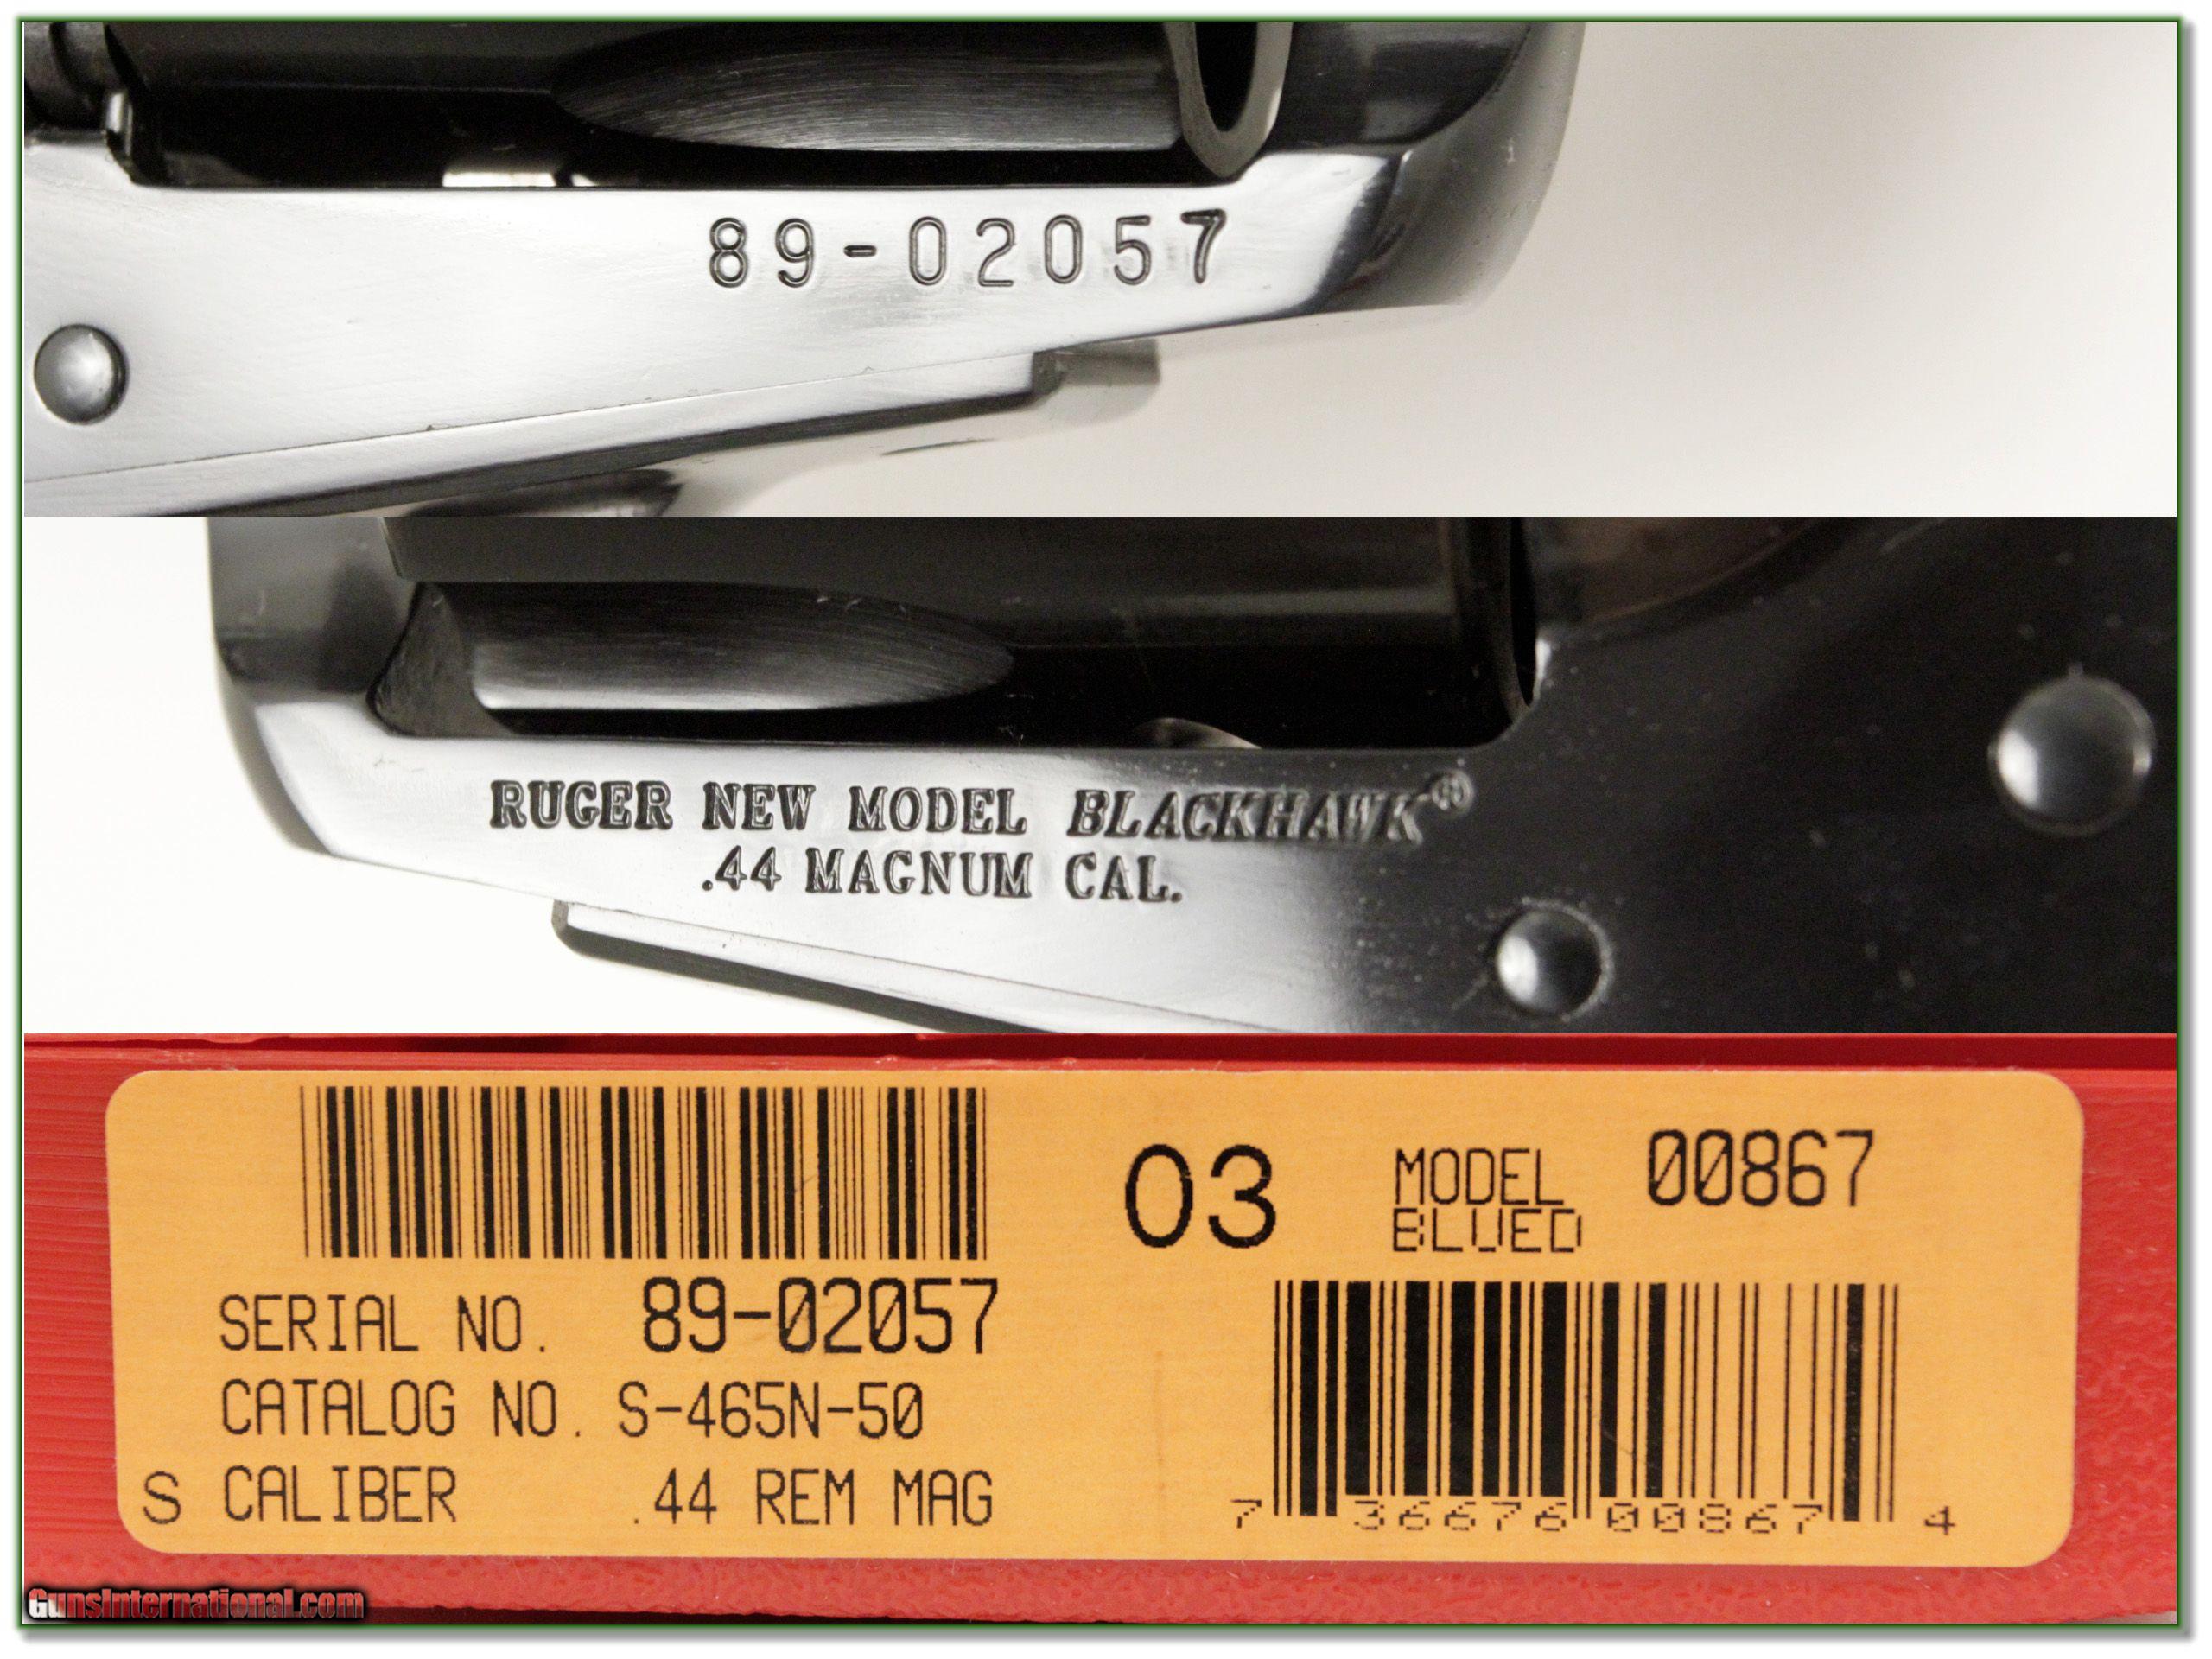 89-02057
RUGER NEW MODEL BLACKHAWK®
.44 MAGNUM CAL.
03 MODEL 00867
BLUED
SERIAL NO. 89-02057
CATALOG NO. S-465N-50
S CALIBER .44 REM MAG
7 36676 00867 4
GunsInternational.com